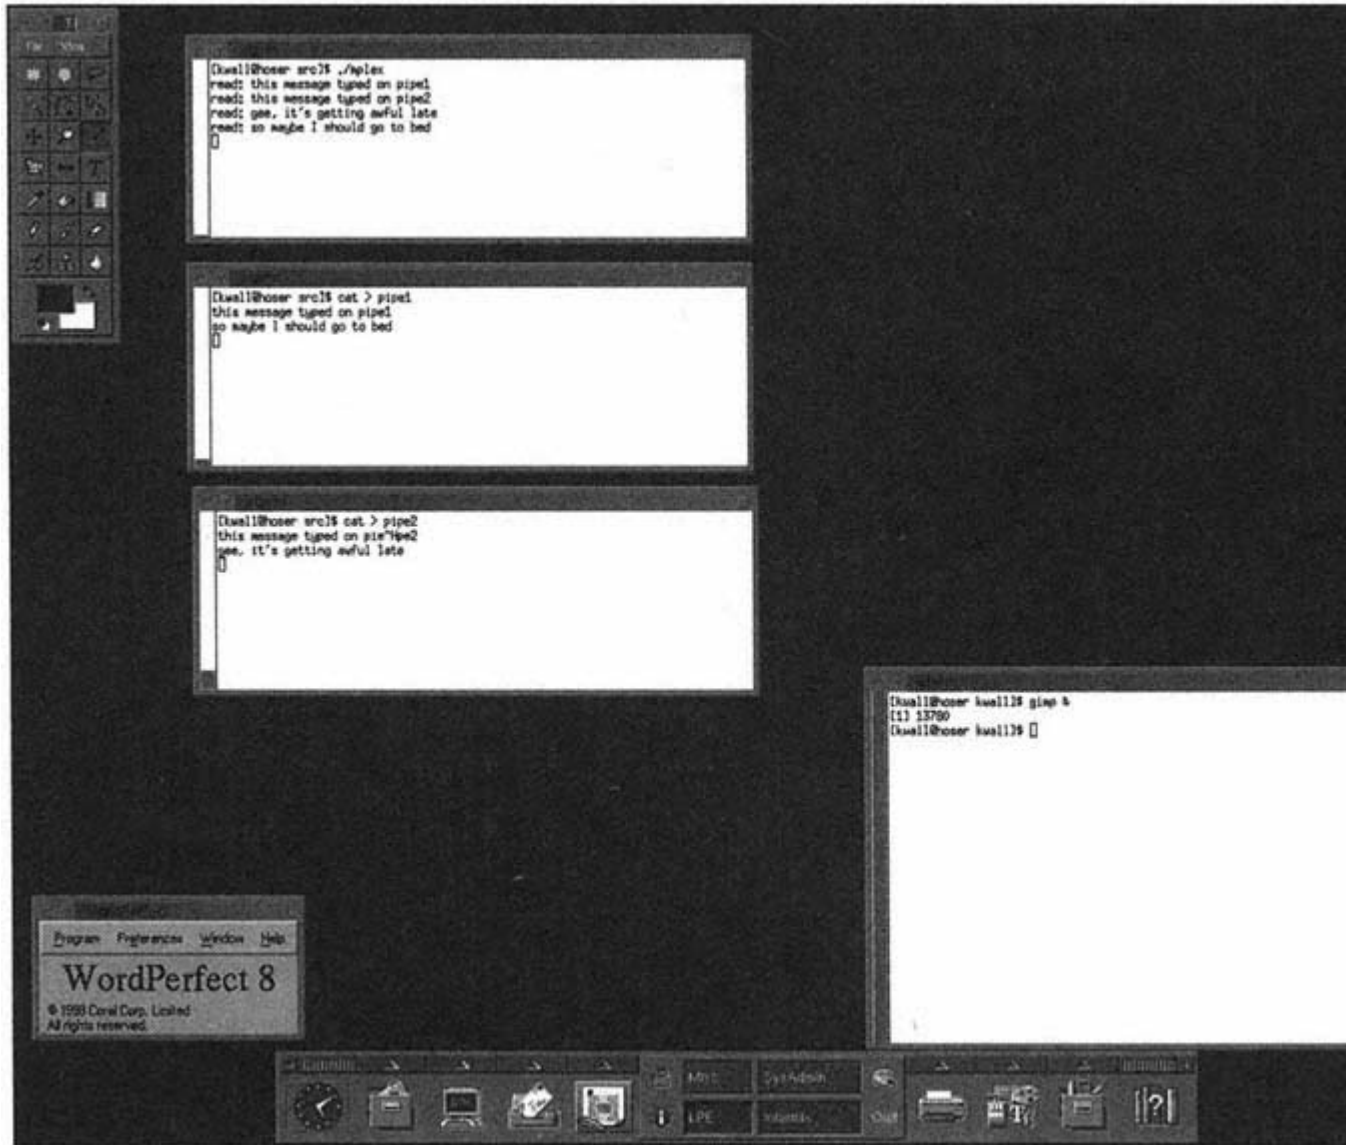 File
[kwall@hoser src]$ ./mplex
read: this message typed on pipe1
read: this message typed on pipe2
read: gee, it's getting awful late
read: so maybe I should go to bed
[kwall@hoser src]$ cat > pipe1
this message typed on pipe1
so maybe I should go to bed
[kwall@hoser src]$ cat > pipe2
this message typed on pie^Hpe2
gee, it's getting awful late
[kwall@hoser kwall]$ gimp &
[1] 13780
[kwall@hoser kwall]$
Program Preferences Window Help
WordPerfect 8
© 1998 Corel Corp. Limited
All rights reserved.
SysAdmin
LPE